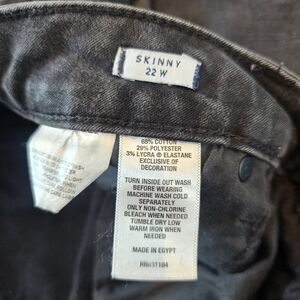 SKINNY
22 W
68% COTTON
29% POLYESTER
3% LYCRA ® ELASTANE
EXCLUSIVE OF
DECORATION
TURN INSIDE OUT WASH
BEFORE WEARING
MACHINE WASH COLD
SEPARATELY
ONLY NON-CHLORINE
BLEACH WHEN NEEDED
TUMBLE DRY LOW
WARM IRON WHEN
NEEDED
MADE IN EGYPT